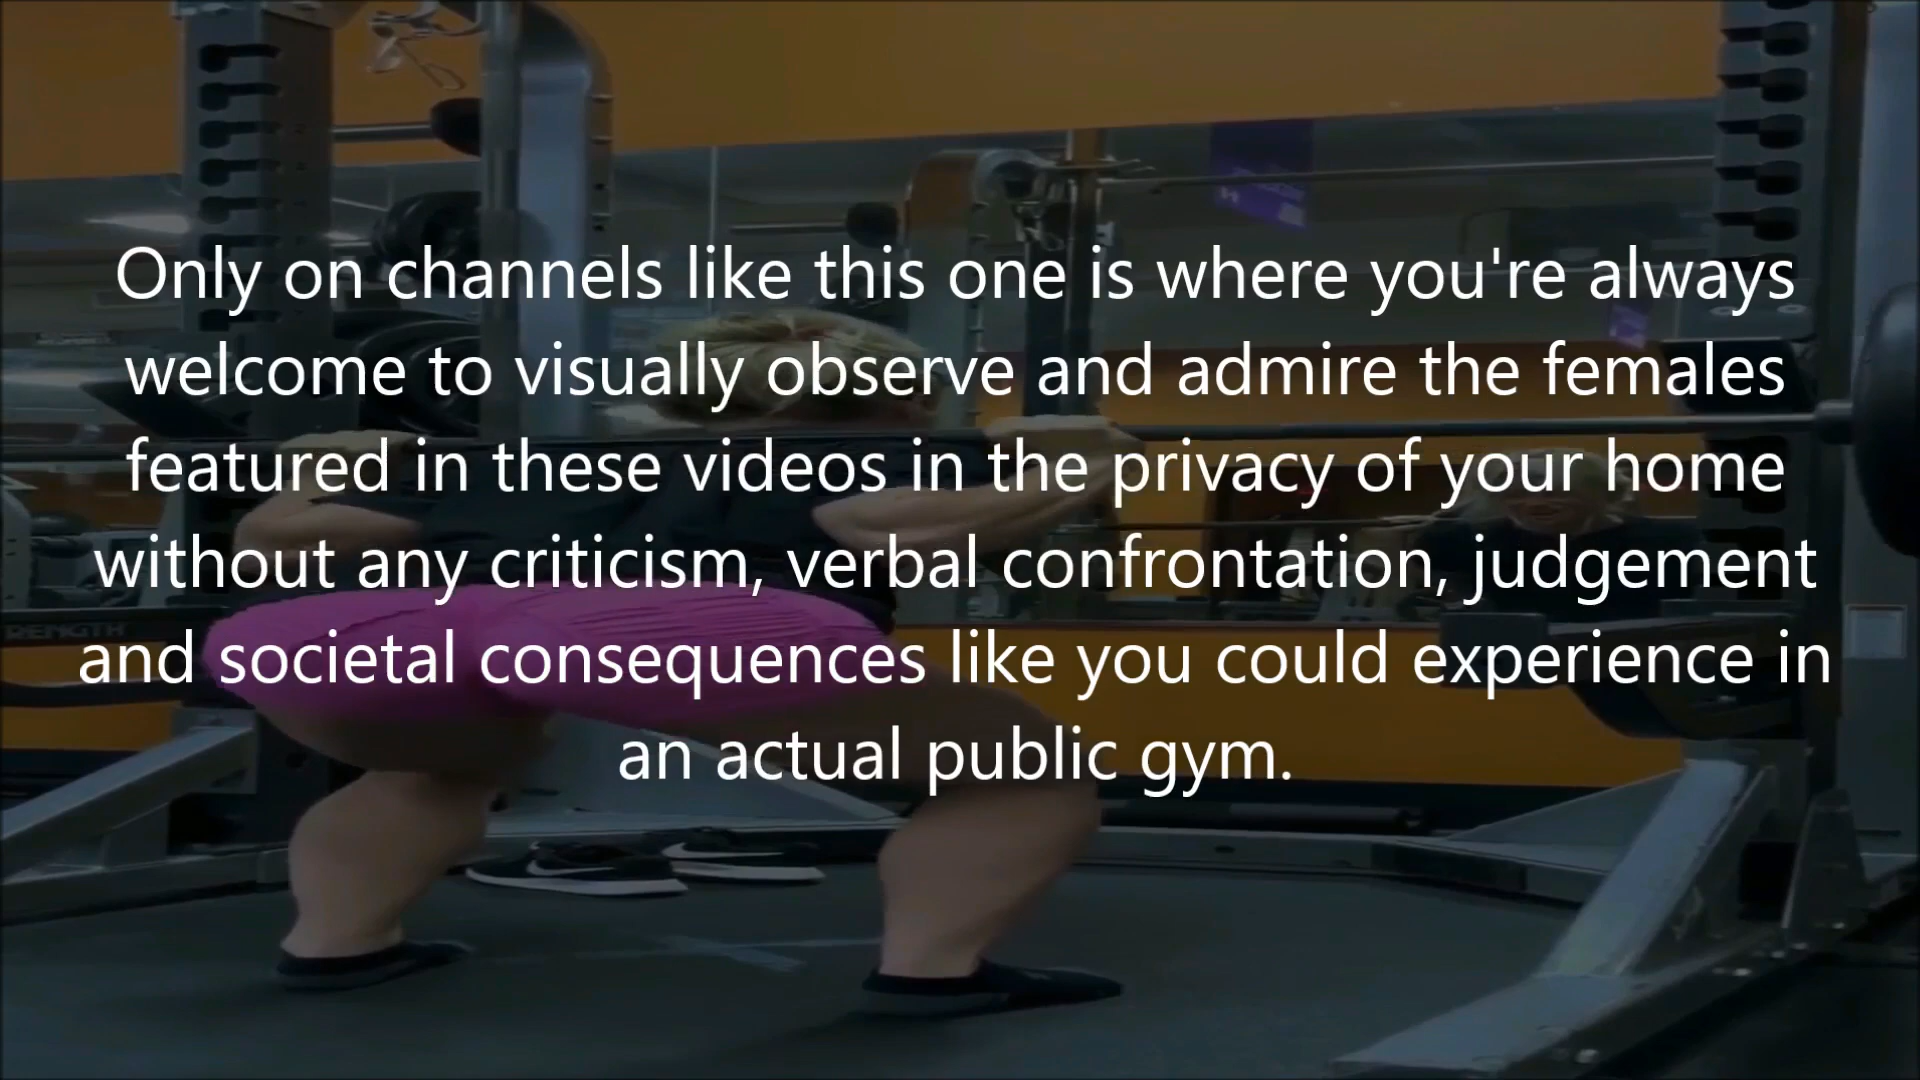 Only on channels like this one is where you're always
welcome to visually observe and admire the females
featured in these videos in the privacy of your home
without any criticism, verbal confrontation, judgement
and societal consequences like you could experience in
an actual public gym.
RENGTH